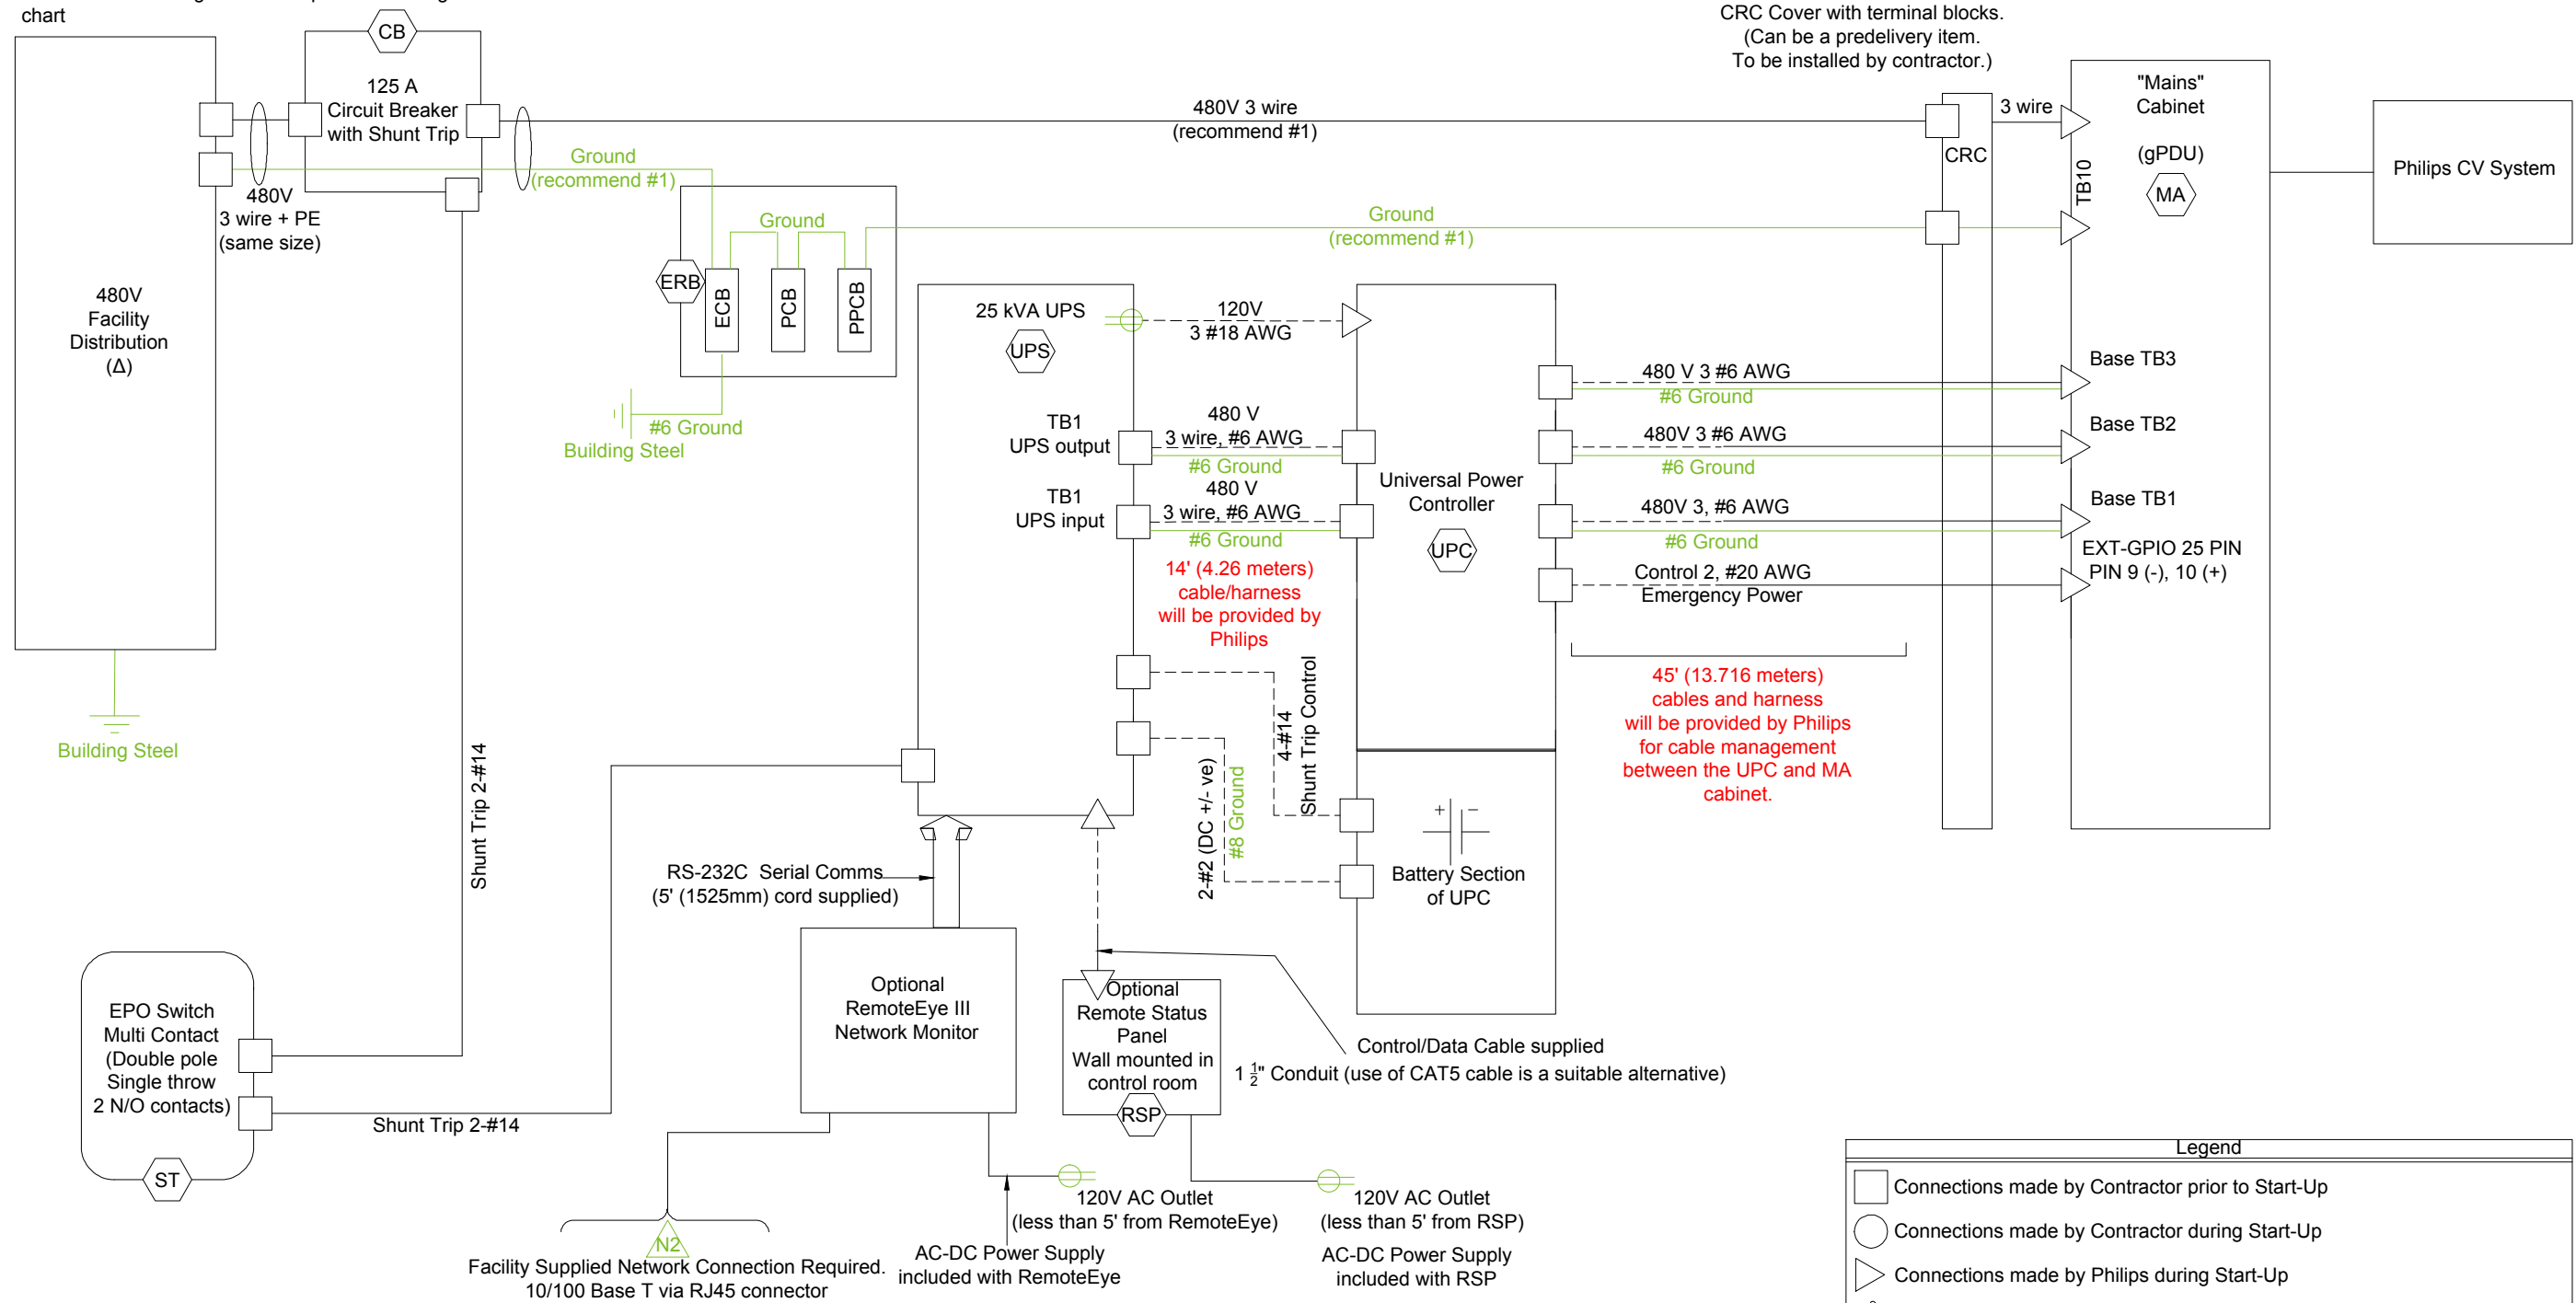 chart
CB
125 A
Circuit Breaker
with Shunt Trip
480V
3 wire + PE
(same size)
480V
Facility
Distribution
(Δ)
Building Steel
Ground
(recommend #1)
480V 3 wire
(recommend #1)
CRC Cover with terminal blocks.
(Can be a predelivery item.
To be installed by contractor.)
CRC
3 wire
"Mains"
Cabinet
(gPDU)
MA
TB10
Philips CV System
ERB
Ground
ECB
PCB
PPCB
#6 Ground
Building Steel
Ground
(recommend #1)
25 kVA UPS
UPS
120V
3 #18 AWG
TB1
UPS output
480 V
3 wire, #6 AWG
#6 Ground
TB1
UPS input
480 V
3 wire, #6 AWG
#6 Ground
14' (4.26 meters)
cable/harness
will be provided by
Philips
Universal Power
Controller
UPC
480 V 3 #6 AWG
#6 Ground
Base TB3
480V 3 #6 AWG
#6 Ground
Base TB2
480V 3, #6 AWG
#6 Ground
Base TB1
Control 2, #20 AWG
Emergency Power
EXT-GPIO 25 PIN
PIN 9 (-), 10 (+)
45' (13.716 meters)
cables and harness
will be provided by Philips
for cable management
between the UPC and MA
cabinet.
4-#14
Shunt Trip Control
2-#2 (DC +/- ve)
#8 Ground
+ −
Battery Section
of UPC
Shunt Trip 2-#14
RS-232C Serial Comms
(5' (1525mm) cord supplied)
EPO Switch
Multi Contact
(Double pole
Single throw
2 N/O contacts)
ST
Shunt Trip 2-#14
Optional
RemoteEye III
Network Monitor
Optional
Remote Status
Panel
Wall mounted in
control room
RSP
Control/Data Cable supplied
1 1/2" Conduit (use of CAT5 cable is a suitable alternative)
N2
Facility Supplied Network Connection Required.
10/100 Base T via RJ45 connector
120V AC Outlet
(less than 5' from RemoteEye)
AC-DC Power Supply
included with RemoteEye
120V AC Outlet
(less than 5' from RSP)
AC-DC Power Supply
included with RSP
Legend
Connections made by Contractor prior to Start-Up
Connections made by Contractor during Start-Up
Connections made by Philips during Start-Up